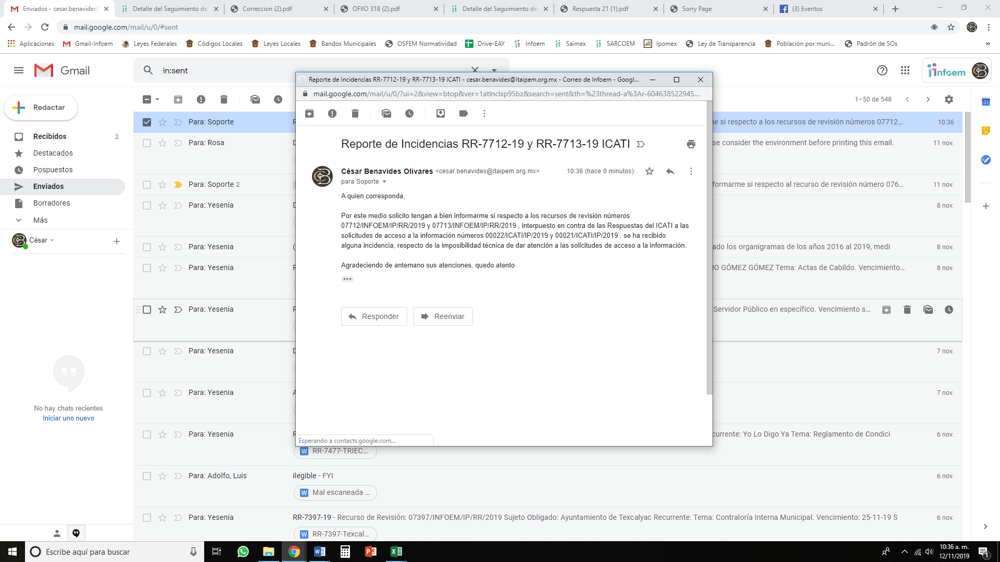 Enviados - cesar.benavides@
Detalle del Seguimiento de
Correccion (2).pdf
OFIIO 318 (2).pdf
Detalle del Seguimiento de
Respuesta 21 (1).pdf
Sorry Page
(3) Eventos
mail.google.com/mail/u/0/#sent
Aplicaciones
Gmail-Infoem
Leyes Federales
Códigos Locales
Leyes Locales
Bandos Municipales
OSFEM Normatividad
Drive-EAY
Infoem
Saimex
SARCOEM
Ipomex
Ley de Transparencia
Población por muni...
Padrón de SOs
»
Gmail
in:sent
infoem
Redactar
1–50 de 548
31
Recibidos 2
Destacados
Pospuestos
Enviados
Borradores
Más
César
No hay chats recientes
Iniciar uno nuevo
Reporte de Incidencias RR-7712-19 y RR-7713-19 ICATI - cesar.benavides@itaipem.org.mx - Correo de Infoem - Googl...
mail.google.com/mail/u/0/?ui=2&view=btop&ver=1atlnclxp95bz&search=sent&th=%23thread-a%3Ar-604638522945...
Reporte de Incidencias RR-7712-19 y RR-7713-19 ICATI
César Benavides Olivares <cesar.benavides@itaipem.org.mx> 10:36 (hace 0 minutos)
para Soporte
A quien corresponda,
Por este medio solicito tengan a bien informarme si respecto a los recursos de revisión números
07712/INFOEM/IP/RR/2019 y 07713/INFOEM/IP/RR/2019 , interpuesto en contra de las Respuestas del ICATI a las
solicitudes de acceso a la información números 00022/ICATI/IP/2019 y 00021/ICATI/IP/2019 , se ha recibido
alguna incidencia, respecto de la imposibilidad técnica de dar atención a las solicitudes de acceso a la información.
Agradeciendo de antemano sus atenciones, quedo atento
Responder
Reenviar
Esperando a contacts.google.com...
Para: Soporte
me si respecto a los recursos de revisión números 07712... 10:36
Para: Rosa
se consider the environment before printing this email. 11 nov.
Para: Soporte 2
formarme si respecto al recurso de revisión número 076... 11 nov.
Para: Yesenia
8 nov.
Para: Yesenia
ado los organigramas de los años 2016 al 2019, medi 8 nov.
Para: Yesenia
RO GÓMEZ GÓMEZ Tema: Actas de Cabildo. Vencimiento... 8 nov.
Para: Yesenia
Servidor Público en específico. Vencimiento s...
Para: Yesenia
7 nov.
Para: Yesenia
7 nov.
Para: Yesenia
currente: Yo Lo Digo Ya Tema: Reglamento de Condici 6 nov.
W RR-7477-TRIEC...
Para: Adolfo, Luis ilegible - FYI 6 nov.
W Mal escaneada ...
Para: Yesenia RR-7397-19 - Recurso de Revisión: 07397/INFOEM/IP/RR/2019 Sujeto Obligado: Ayuntamiento de Texcalyac Recurrente: Tema: Contraloría Interna Municipal. Vencimiento: 25-11-19 S 6 nov.
W RR-7397-Texcal...
Escribe aquí para buscar
10:36 a. m.
12/11/2019
1